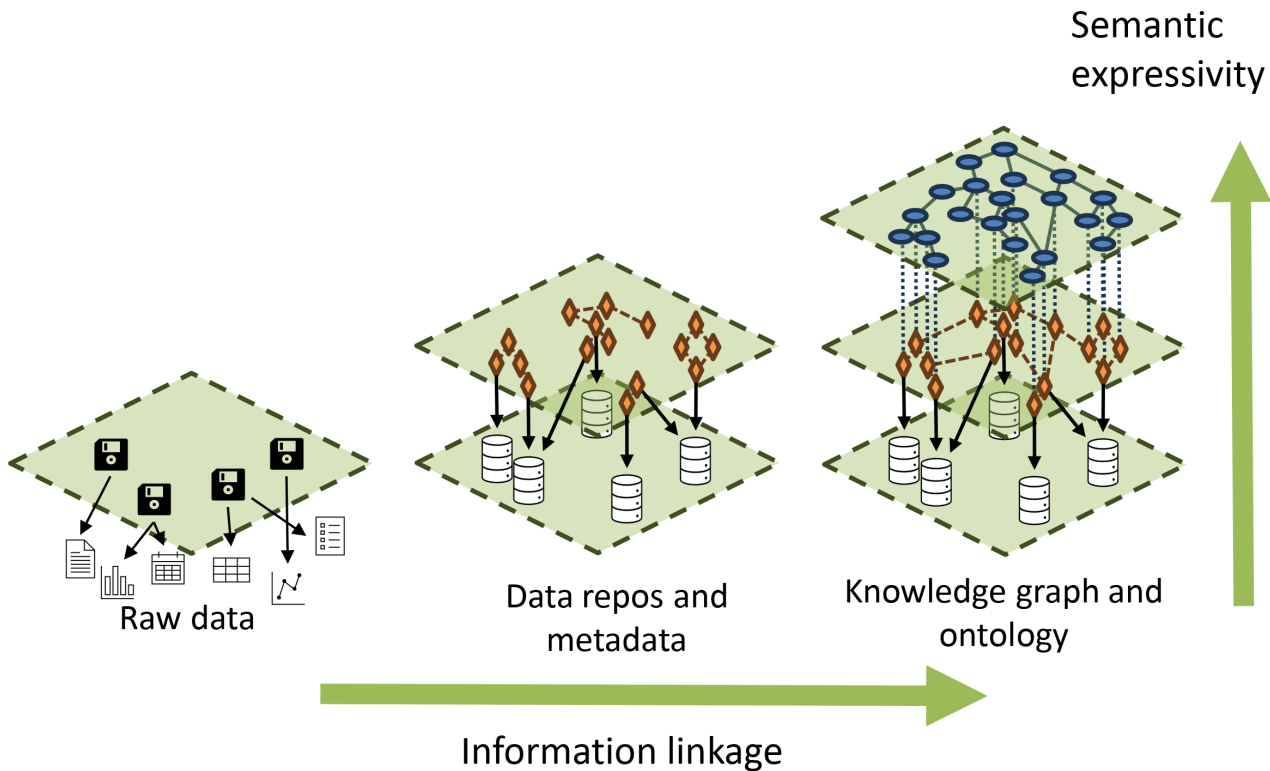 Semantic
expressivity
Raw data
Data repos and
metadata
Knowledge graph and
ontology
Information linkage